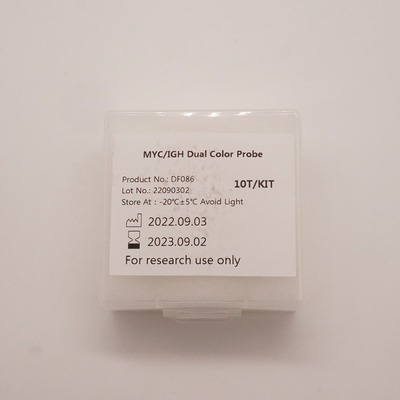 MYC/IGH Dual Color Probe
Product No.: DF086
10T/KIT
Lot No.: 22090302
Store At : -20℃±5℃ Avoid Light
2022.09.03
2023.09.02
For research use only